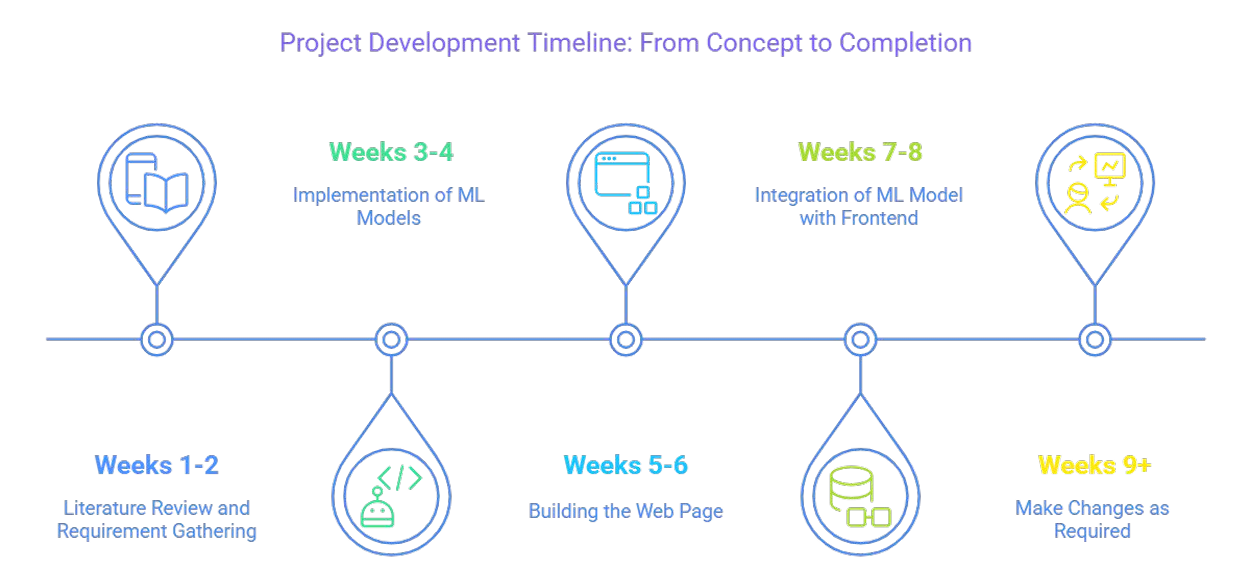 Project Development Timeline: From Concept to Completion
Weeks 1-2
Literature Review and
Requirement Gathering
Weeks 3-4
Implementation of ML
Models
Weeks 5-6
Building the Web Page
Weeks 7-8
Integration of ML Model
with Frontend
Weeks 9+
Make Changes as
Required